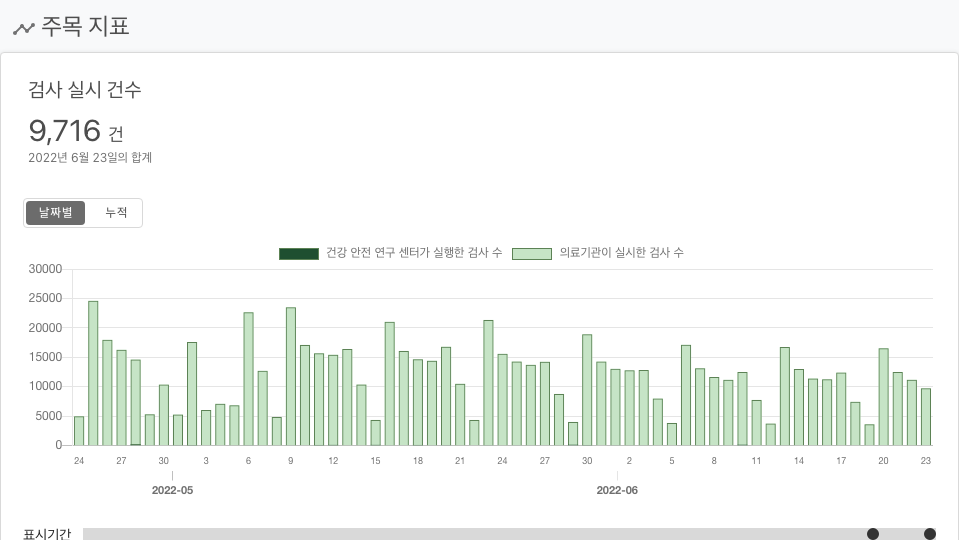 주목 지표
검사 실시 건수
9,716 건
2022년 6월 23일의 합계
날짜별 누적
건강 안전 연구 센터가 실행한 검사 수 의료기관이 실시한 검사 수
30000
25000
20000
15000
10000
5000
0
24 27 30 3 6 9 12 15 18 21 24 27 30 2 5 8 11 14 17 20 23
2022-05 2022-06
표시기간